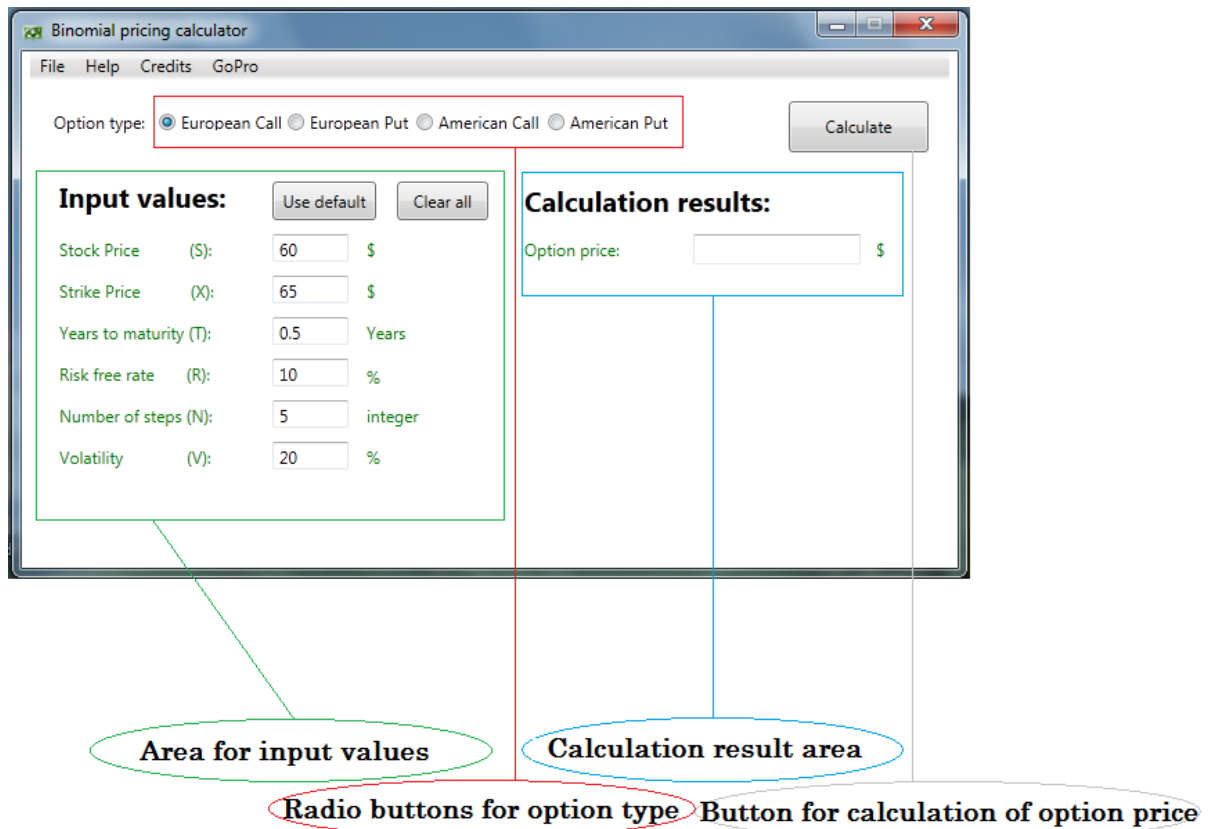 Binomial pricing calculator
File Help Credits GoPro
Option type: European Call European Put American Call American Put
Calculate
Input values: Use default Clear all
Calculation results:
Stock Price (S): 60 $
Option price: $
Strike Price (X): 65 $
Years to maturity (T): 0.5 Years
Risk free rate (R): 10 %
Number of steps (N): 5 integer
Volatility (V): 20 %
Area for input values
Calculation result area
Radio buttons for option type
Button for calculation of option price